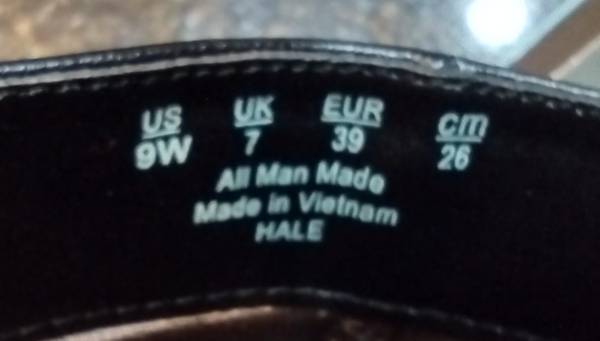 US UK EUR cm
9W 7 39 26
All Man Made
Made in Vietnam
HALE